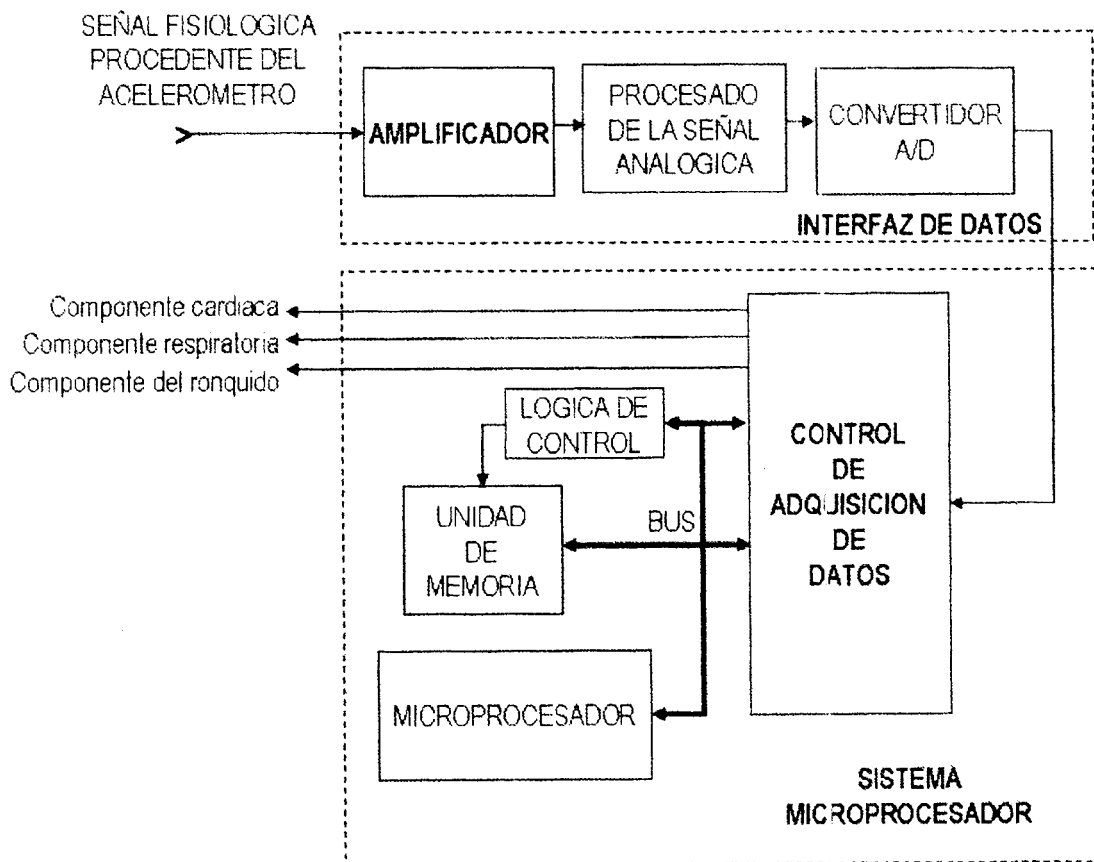 SEÑAL FISIOLOGICA
PROCEDENTE DEL
ACELEROMETRO
AMPLIFICADOR
PROCESADO
DE LA SEÑAL
ANALOGICA
CONVERTIDOR
A/D
INTERFAZ DE DATOS
Componente cardiaca
Componente respiratoria
Componente del ronquido
LOGICA DE
CONTROL
UNIDAD
DE
MEMORIA
BUS
CONTROL
DE
ADQUISICION
DE
DATOS
MICROPROCESADOR
SISTEMA
MICROPROCESADOR